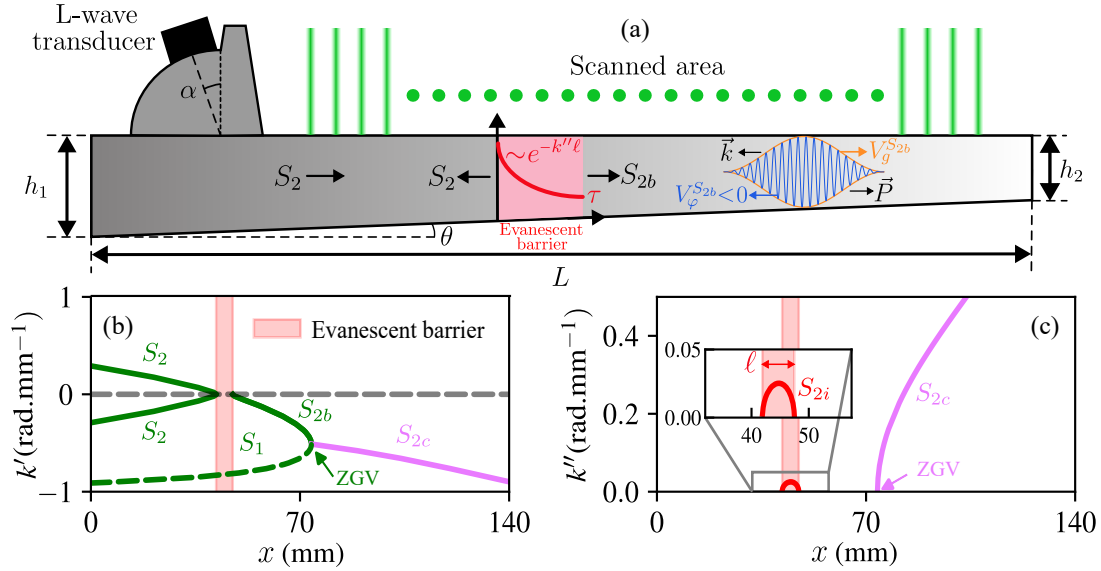 L-wave
transducer
(a)
α
Scanned area
h₁
S₂
S₂
~e^{-k″ℓ}
τ
S₂b
k⃗
V_g^{S₂b}
V_φ^{S₂b}<0
P⃗
h₂
Evanescent
barrier
θ
L
(b)
Evanescent barrier
1
0
−1
k′(rad.mm⁻¹)
S₂
S₂
S₂b
S₁
S₂c
ZGV
0
70
140
x (mm)
(c)
0.4
0.2
0.0
k″(rad.mm⁻¹)
0.05
0.00
ℓ
S₂ᵢ
40
50
S₂c
ZGV
0
70
140
x (mm)